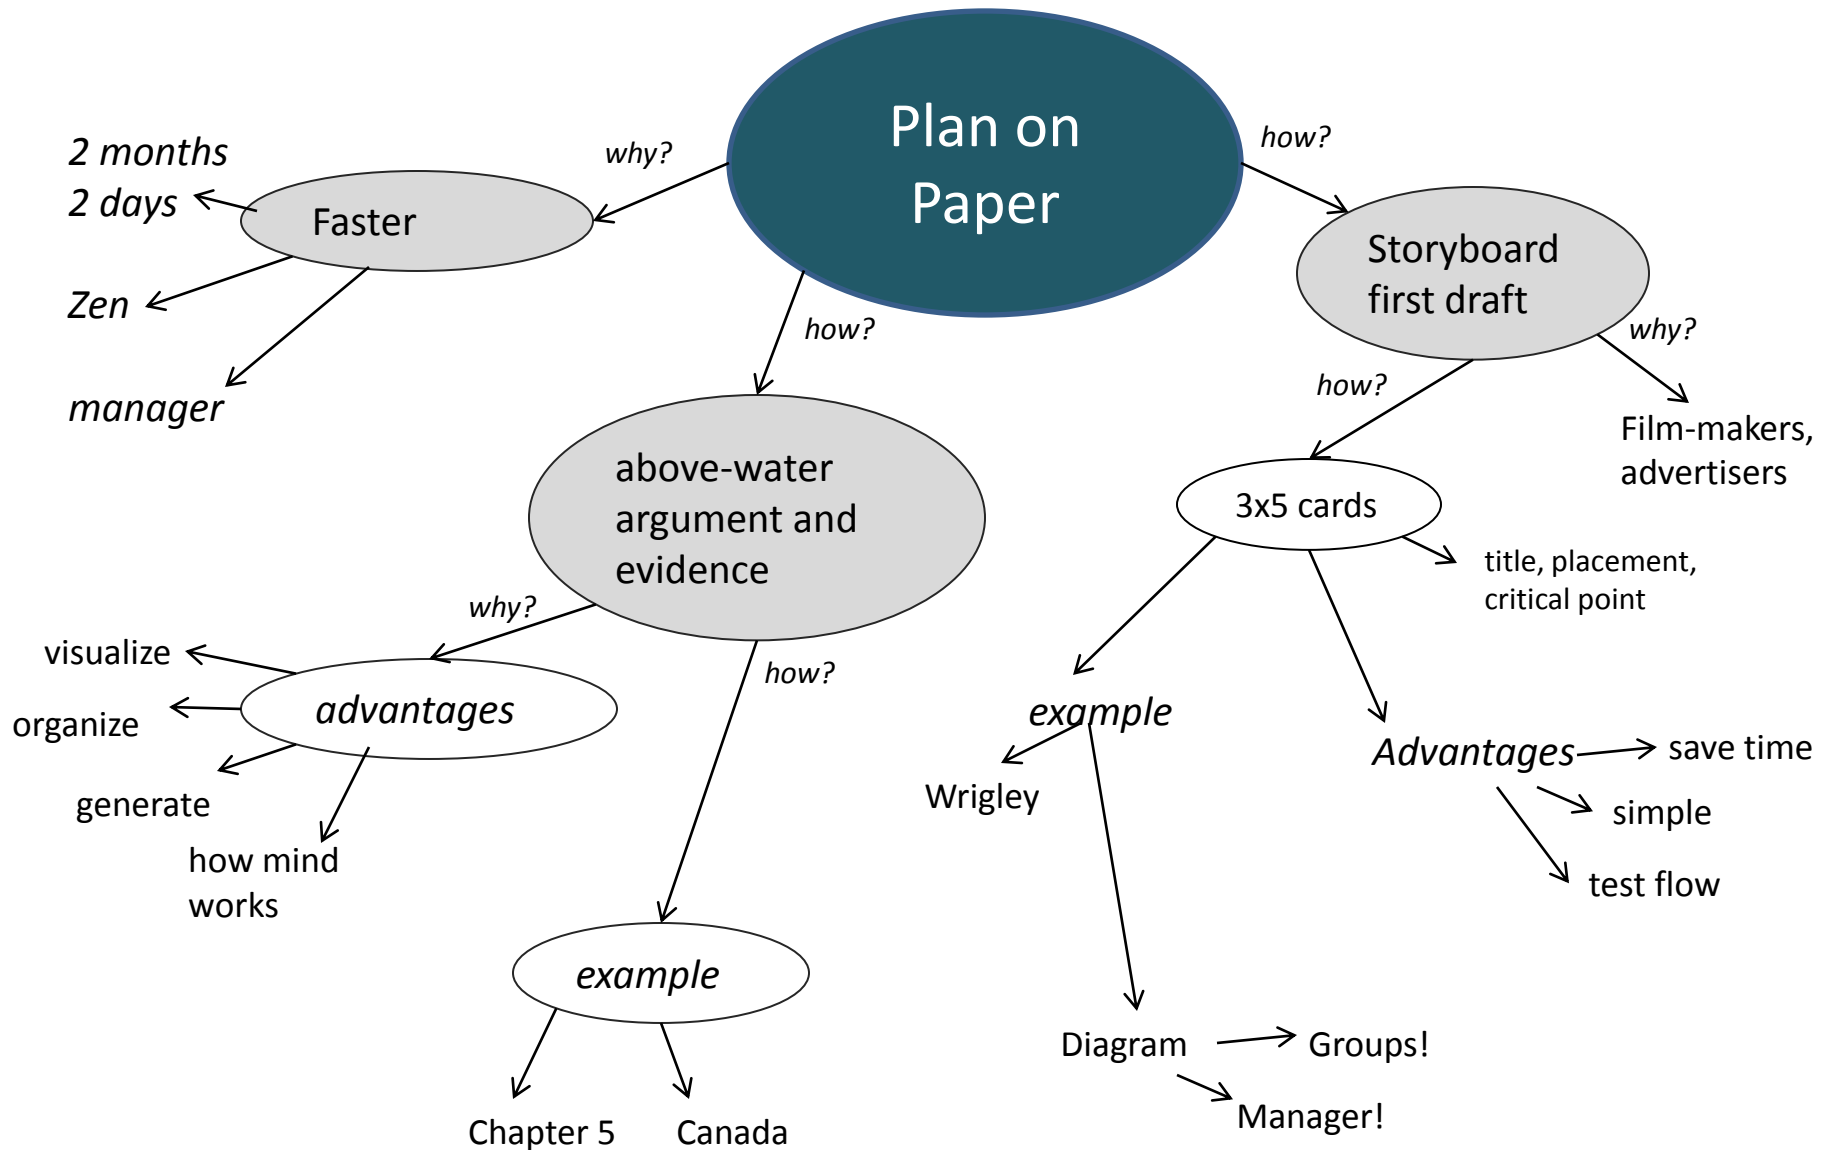 Plan on
Paper
why?
how?
how?
2 months
2 days
Faster
Zen
manager
Storyboard
first draft
why?
how?
Film-makers,
advertisers
above-water
argument and
evidence
why?
how?
visualize
advantages
organize
generate
how mind
works
example
Chapter 5
Canada
3x5 cards
title, placement,
critical point
example
Wrigley
Advantages
save time
simple
test flow
Diagram
Groups!
Manager!